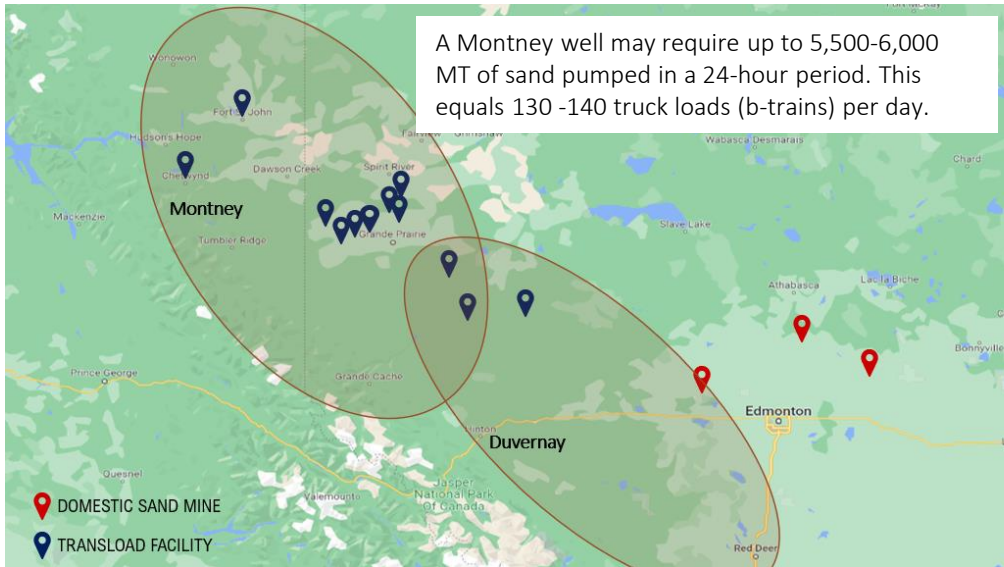 A Montney well may require up to 5,500-6,000
MT of sand pumped in a 24-hour period. This
equals 130 -140 truck loads (b-trains) per day.
Wonowon
Fort St John
Hudson's Hope
Chetwynd
Dawson Creek
Spirit River
Wabasca Desmarais
Chard
Mackenzie
Montney
Tumbler Ridge
Grande Prairie
Slave Lake
Athabasca
Lac la Biche
Bonnyville
Prince George
Grande Cache
Edmonton
Hinton
Duvernay
Quesnel
Jasper
National Park
Of Canada
Valemount
Red Deer
DOMESTIC SAND MINE
TRANSLOAD FACILITY